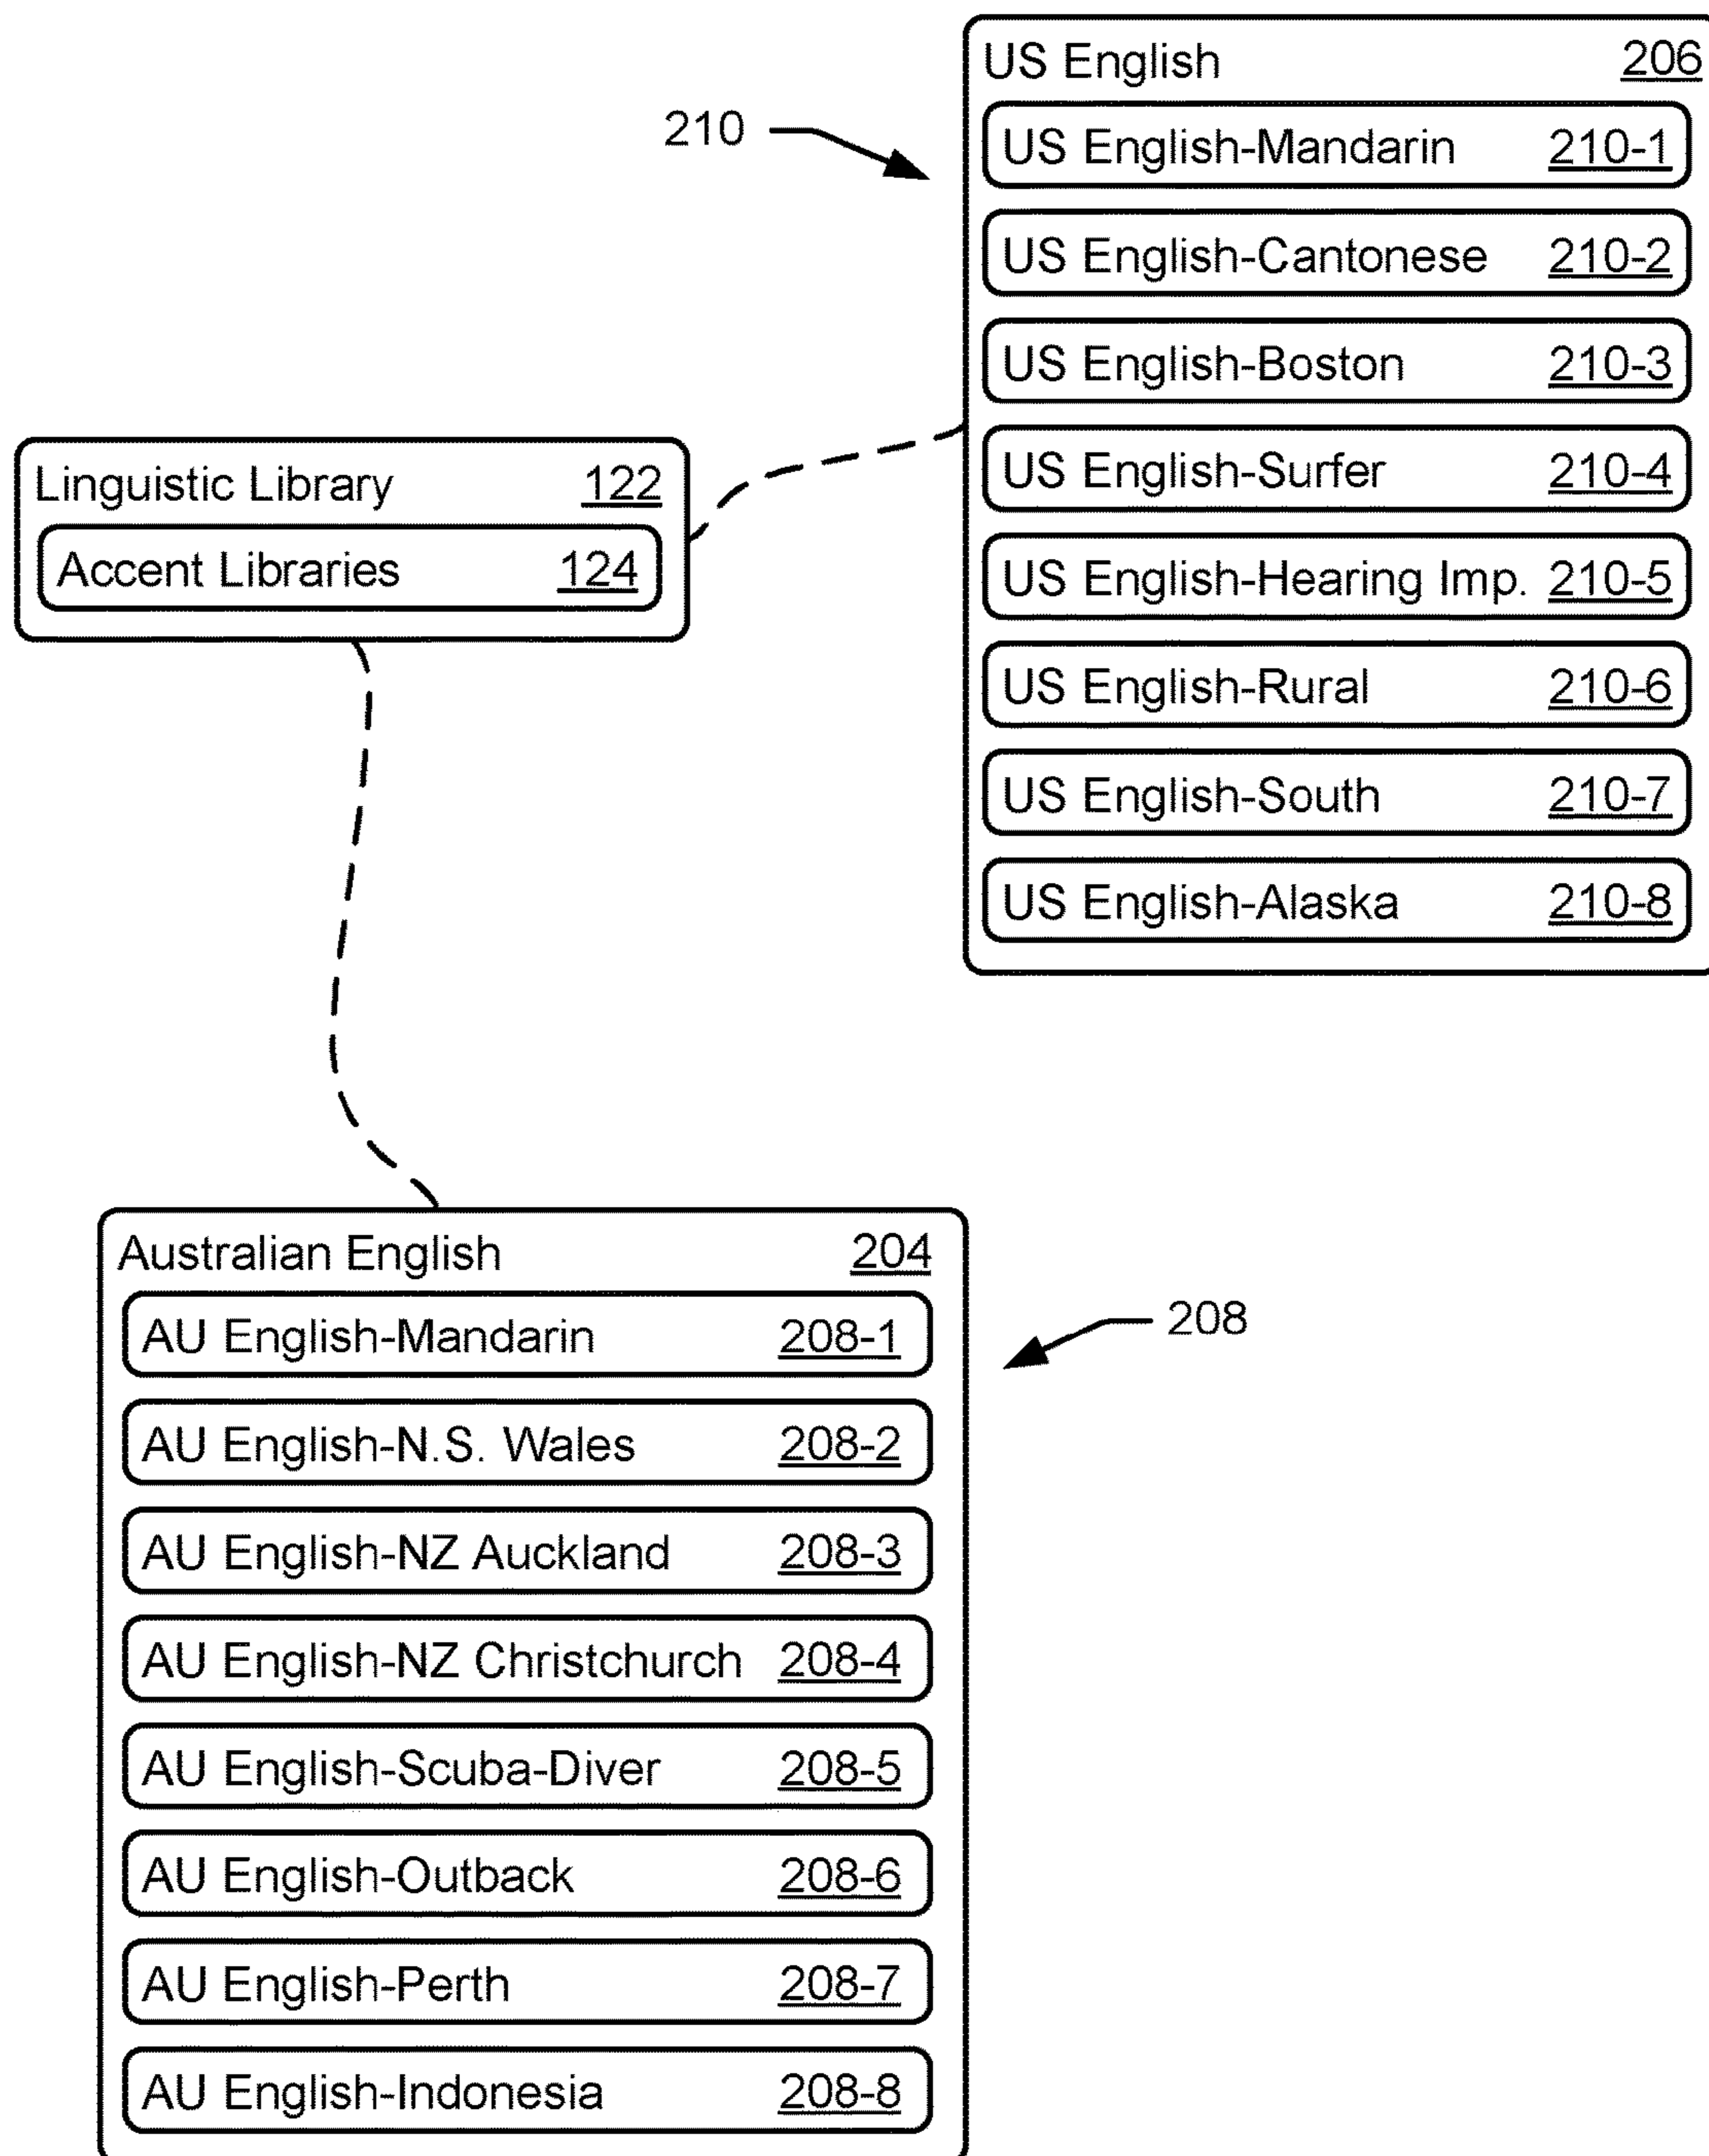 US English 206
210
US English-Mandarin 210-1
US English-Cantonese 210-2
US English-Boston 210-3
US English-Surfer 210-4
US English-Hearing Imp. 210-5
US English-Rural 210-6
US English-South 210-7
US English-Alaska 210-8
Linguistic Library 122
Accent Libraries 124
Australian English 204
208
AU English-Mandarin 208-1
AU English-N.S. Wales 208-2
AU English-NZ Auckland 208-3
AU English-NZ Christchurch 208-4
AU English-Scuba-Diver 208-5
AU English-Outback 208-6
AU English-Perth 208-7
AU English-Indonesia 208-8